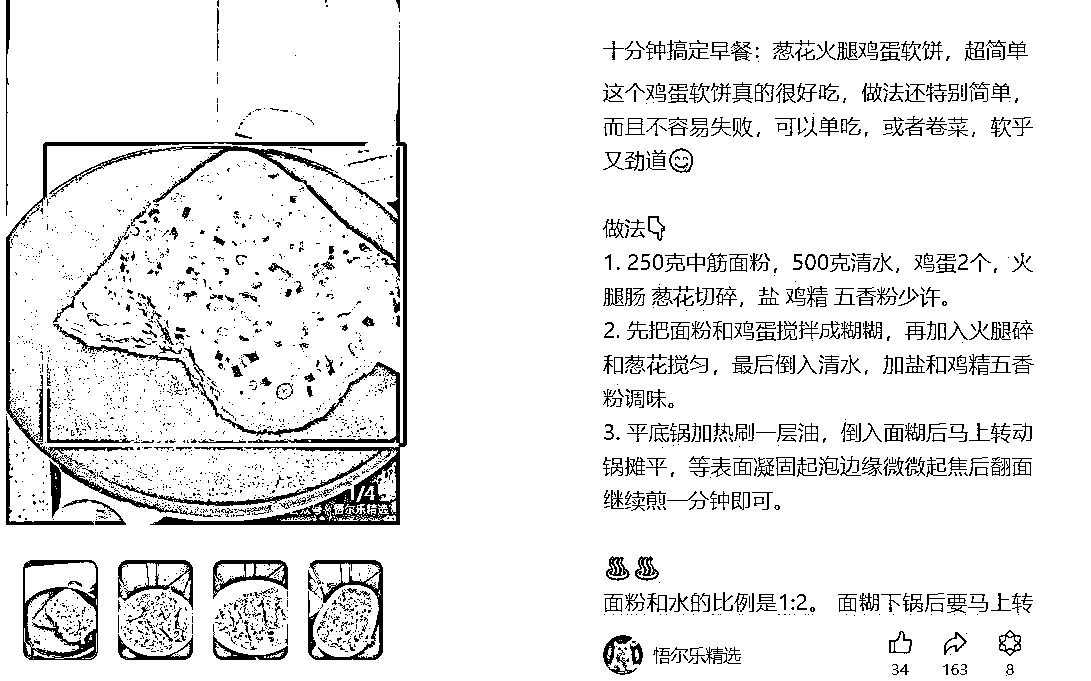 十分钟搞定早餐：葱花火腿鸡蛋软饼，超简单
这个鸡蛋软饼真的很好吃，做法还特别简单，
而且不容易失败，可以单吃，或者卷菜，软乎
又劲道😋
做法👇
1. 250克中筋面粉，500克清水，鸡蛋2个，火
腿肠 葱花切碎，盐 鸡精 五香粉少许。
2. 先把面粉和鸡蛋搅拌成糊糊，再加入火腿碎
和葱花搅匀，最后倒入清水，加盐和鸡精五香
粉调味。
3. 平底锅加热刷一层油，倒入面糊后马上转动
锅摊平，等表面凝固起泡边缘微微起焦后翻面
继续煎一分钟即可。
♨️♨️
面粉和水的比例是1:2。 面糊下锅后要马上转
1/4
悟尔乐精选
悟尔乐精选
34
163
8